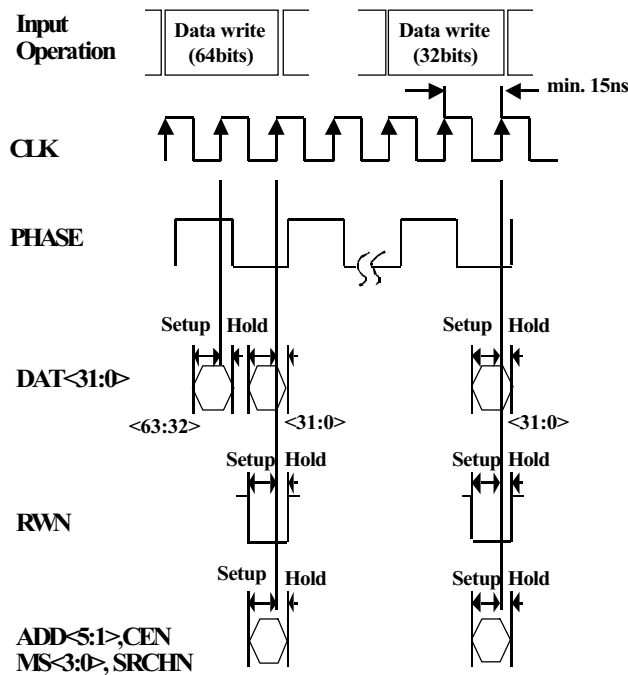 Input
Operation
Data write
(64bits)
Data write
(32bits)
min. 15ns
CLK
PHASE
Setup Hold
Setup Hold
DAT<31:0>
<63:32>
<31:0>
<31:0>
Setup Hold
Setup Hold
RWN
Setup Hold
Setup Hold
ADD<5:1>,CEN
MS<3:0>, SRCHN